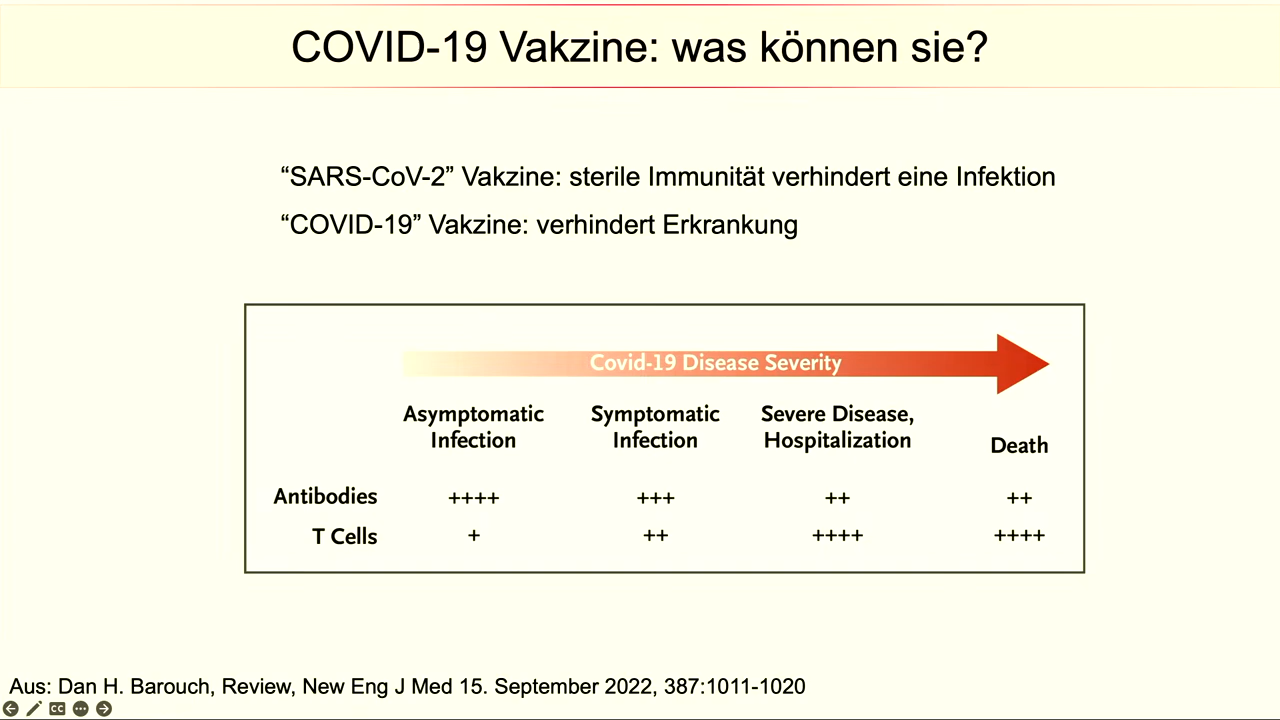 COVID-19 Vakzine: was können sie?
“SARS-CoV-2” Vakzine: sterile Immunität verhindert eine Infektion
“COVID-19” Vakzine: verhindert Erkrankung
Covid-19 Disease Severity
Asymptomatic Infection
Symptomatic Infection
Severe Disease, Hospitalization
Death
Antibodies ++++ +++ ++ ++
T Cells + ++ ++++ ++++
Aus: Dan H. Barouch, Review, New Eng J Med 15. September 2022, 387:1011-1020
CC